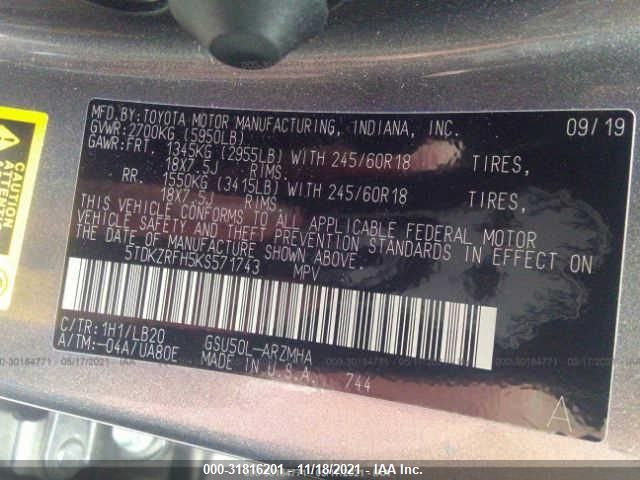 MFD.BY:TOYOTA MOTOR MANUFACTURING, INDIANA, INC. 09/19
GVWR:2700KG (5950LB)
GAWR:FRT. 1345KG (2955LB) WITH 245/60R18 TIRES,
18X7.5J RIMS.
RR. 1550KG (3415LB) WITH 245/60R18 TIRES,
18X7.5J RIMS.
THIS VEHICLE CONFORMS TO ALL APPLICABLE FEDERAL MOTOR
VEHICLE SAFETY AND THEFT PREVENTION STANDARDS IN EFFECT ON
THE DATE OF MANUFACTURE SHOWN ABOVE.
5TDKZRFH5KS571743 MPV
C/TR:1H1/LB20 GSU50L-ARZMHA
A/TM:-04A/UA80E MADE IN U.S.A. 744
A
CAUTION
000-31816201 - 11/18/2021 - IAA Inc.